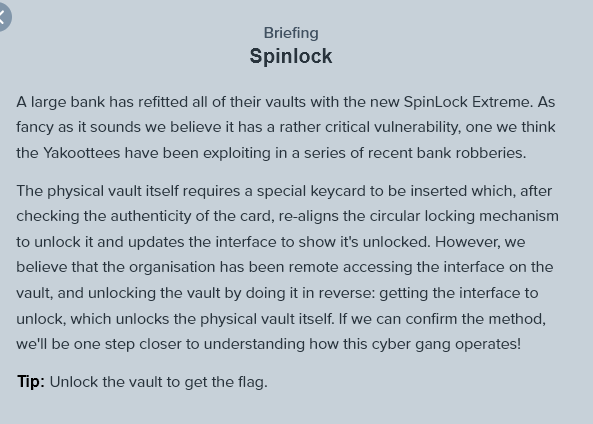 Briefing
Spinlock
A large bank has refitted all of their vaults with the new SpinLock Extreme. As
fancy as it sounds we believe it has a rather critical vulnerability, one we think
the Yakoottees have been exploiting in a series of recent bank robberies.
The physical vault itself requires a special keycard to be inserted which, after
checking the authenticity of the card, re-aligns the circular locking mechanism
to unlock it and updates the interface to show it's unlocked. However, we
believe that the organisation has been remote accessing the interface on the
vault, and unlocking the vault by doing it in reverse: getting the interface to
unlock, which unlocks the physical vault itself. If we can confirm the method,
we'll be one step closer to understanding how this cyber gang operates!
Tip: Unlock the vault to get the flag.